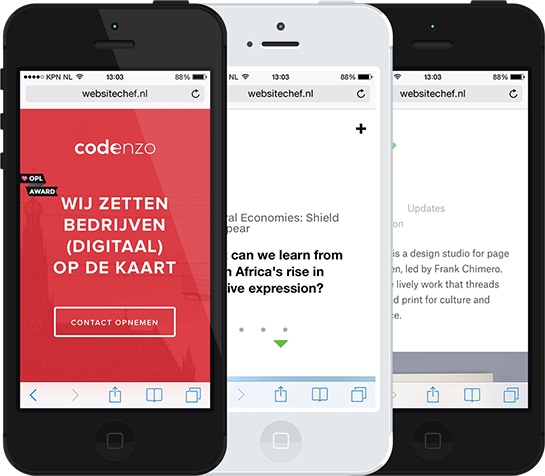 KPN NL 13:03 88%
websitechef.nl
codenzo
OPL
AWARD
WIJ ZETTEN
BEDRIJVEN
(DIGITAAL)
OP DE KAART
CONTACT OPNEMEN
NL 13:03 88%
websitechef.nl
+
ral Economies: Shield
pear
can we learn from
n Africa's rise in
ive expression?
13:03 88%
websitechef.nl
Updates
on
is a design studio for page
en, led by Frank Chimero.
e lively work that threads
d print for culture and
ce.